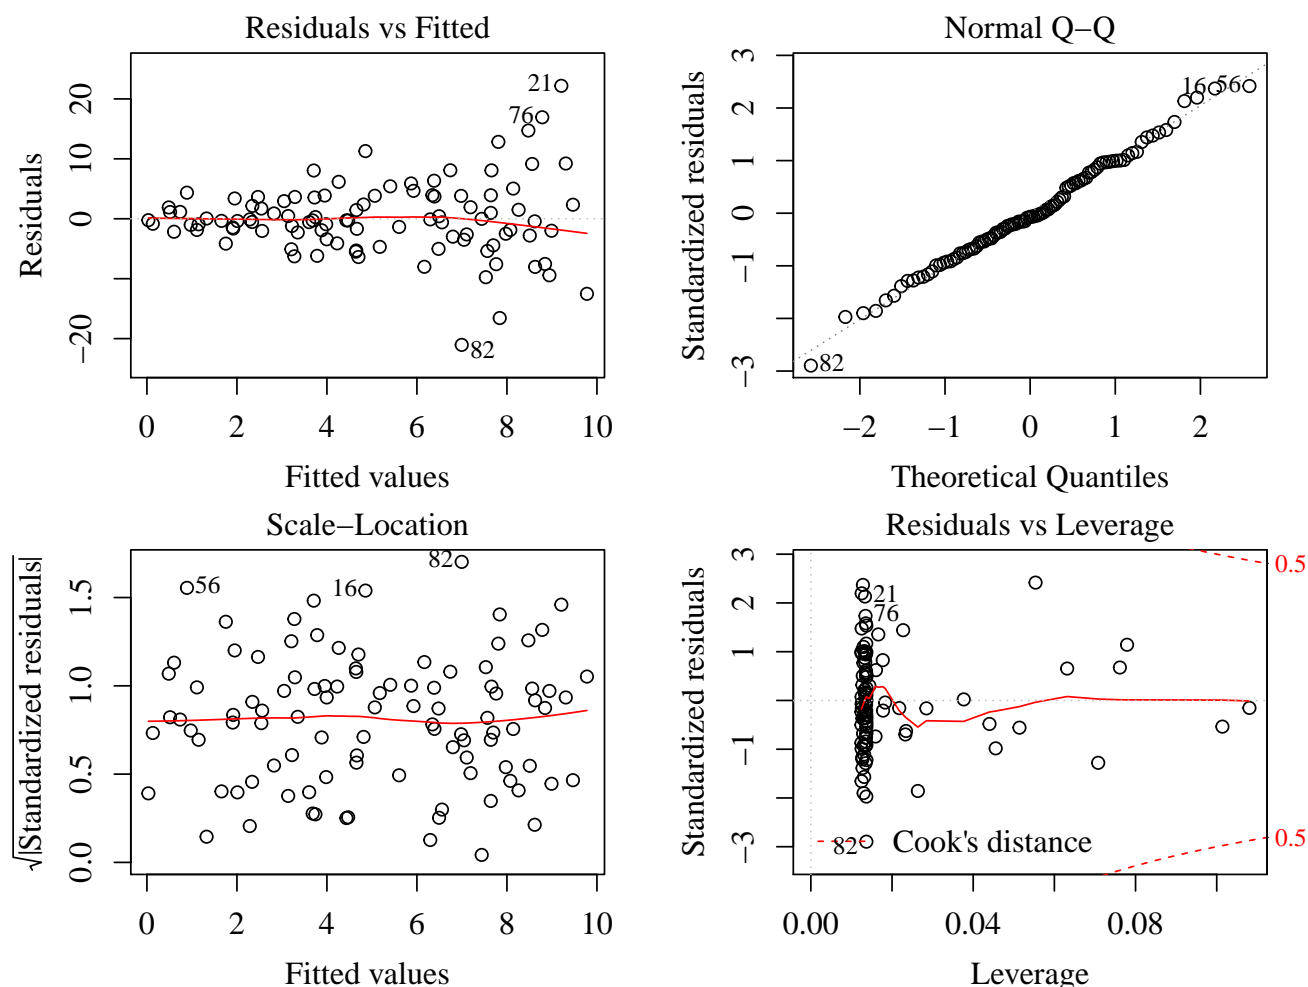 Residuals vs Fitted
Residuals
20
10
0
−20
21
76
82
0 2 4 6 8 10
Fitted values
Normal Q−Q
Standardized residuals
3
2
1
0
−1
−3
16 56
82
−2 −1 0 1 2
Theoretical Quantiles
Scale−Location
√|Standardized residuals|
1.5
1.0
0.5
0.0
82
56
16
0 2 4 6 8 10
Fitted values
Residuals vs Leverage
Standardized residuals
3
2
1
−1
−3
0.5
21
76
0.5
82
Cook's distance
0.00 0.04 0.08
Leverage